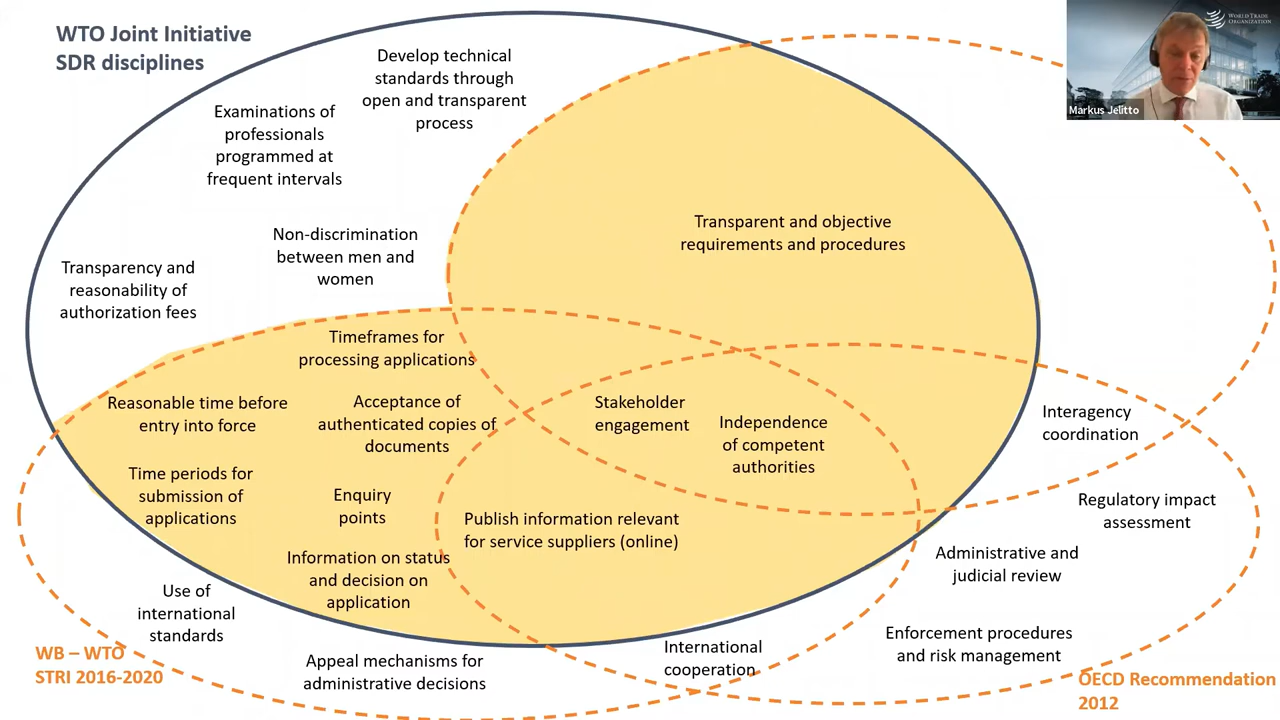 WTO Joint Initiative
SDR disciplines
Develop technical
standards through
open and transparent
process
Examinations of
professionals
programmed at
frequent intervals
WORLD TRADE
ORGANIZATION
Markus Jelitto
Transparent and objective
requirements and procedures
Non-discrimination
between men and
women
Transparency and
reasonability of
authorization fees
Timeframes for
processing applications
Reasonable time before
entry into force
Acceptance of
authenticated copies of
documents
Stakeholder
engagement
Independence
of competent
authorities
Interagency
coordination
Time periods for
submission of
applications
Enquiry
points
Publish information relevant
for service suppliers (online)
Regulatory impact
assessment
Information on status
and decision on
application
Administrative and
judicial review
Use of
international
standards
Enforcement procedures
and risk management
WB – WTO
STRI 2016-2020
Appeal mechanisms for
administrative decisions
International
cooperation
OECD Recommendation
2012